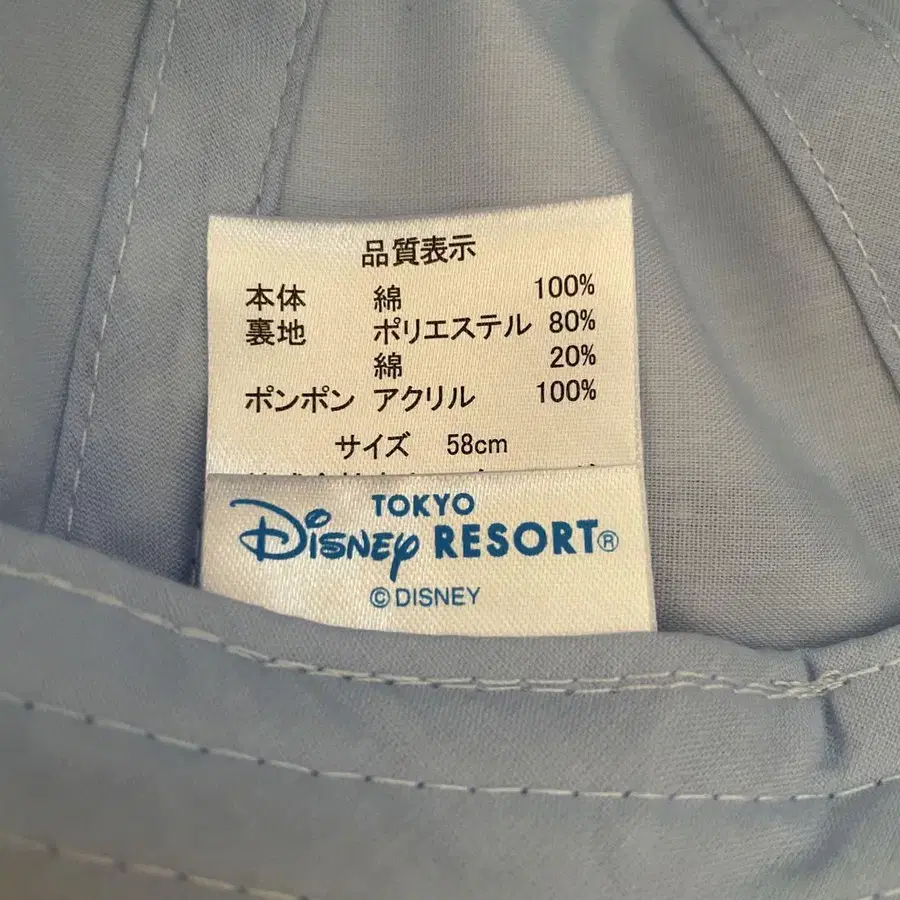 品質表示
本体 綿 100%
裏地 ポリエステル 80%
綿 20%
ポンポン アクリル 100%
サイズ 58cm
TOKYO
Disney RESORT®
©DISNEY